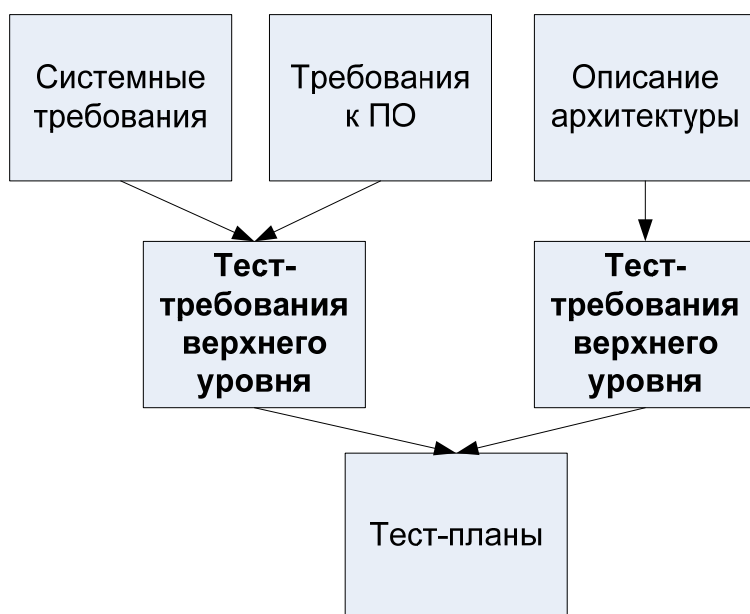 Системные
требования
Требования
к ПО
Описание
архитектуры
Тест-
требования
верхнего
уровня
Тест-
требования
верхнего
уровня
Тест-планы